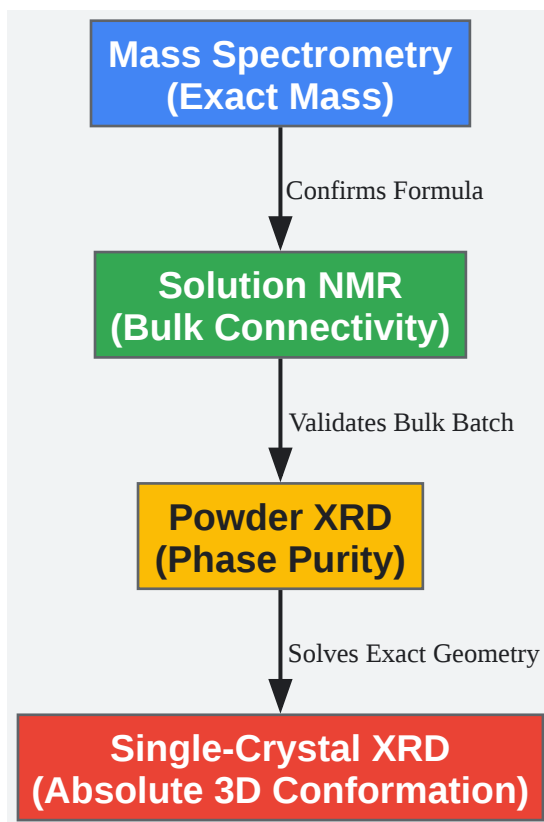 Mass Spectrometry
(Exact Mass)
Confirms Formula
Solution NMR
(Bulk Connectivity)
Validates Bulk Batch
Powder XRD
(Phase Purity)
Solves Exact Geometry
Single-Crystal XRD
(Absolute 3D Conformation)